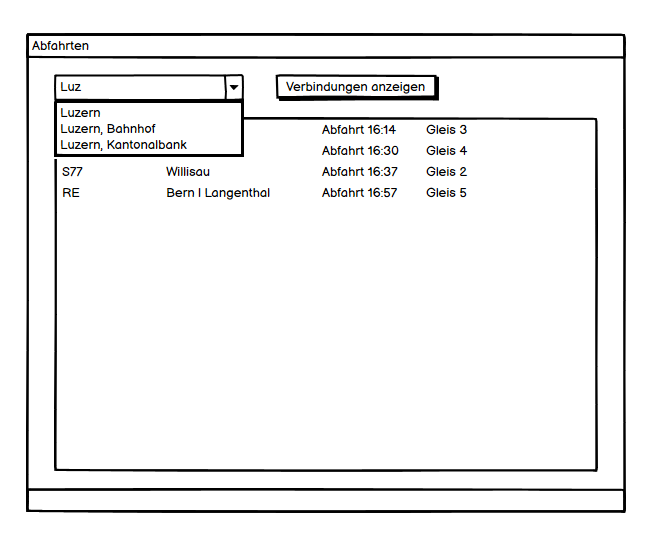 Abfahrten
Luz
Verbindungen anzeigen
Luzern
Luzern, Bahnhof
Luzern, Kantonalbank
Abfahrt 16:14 Gleis 3
Abfahrt 16:30 Gleis 4
S77 Willisau Abfahrt 16:37 Gleis 2
RE Bern I Langenthal Abfahrt 16:57 Gleis 5